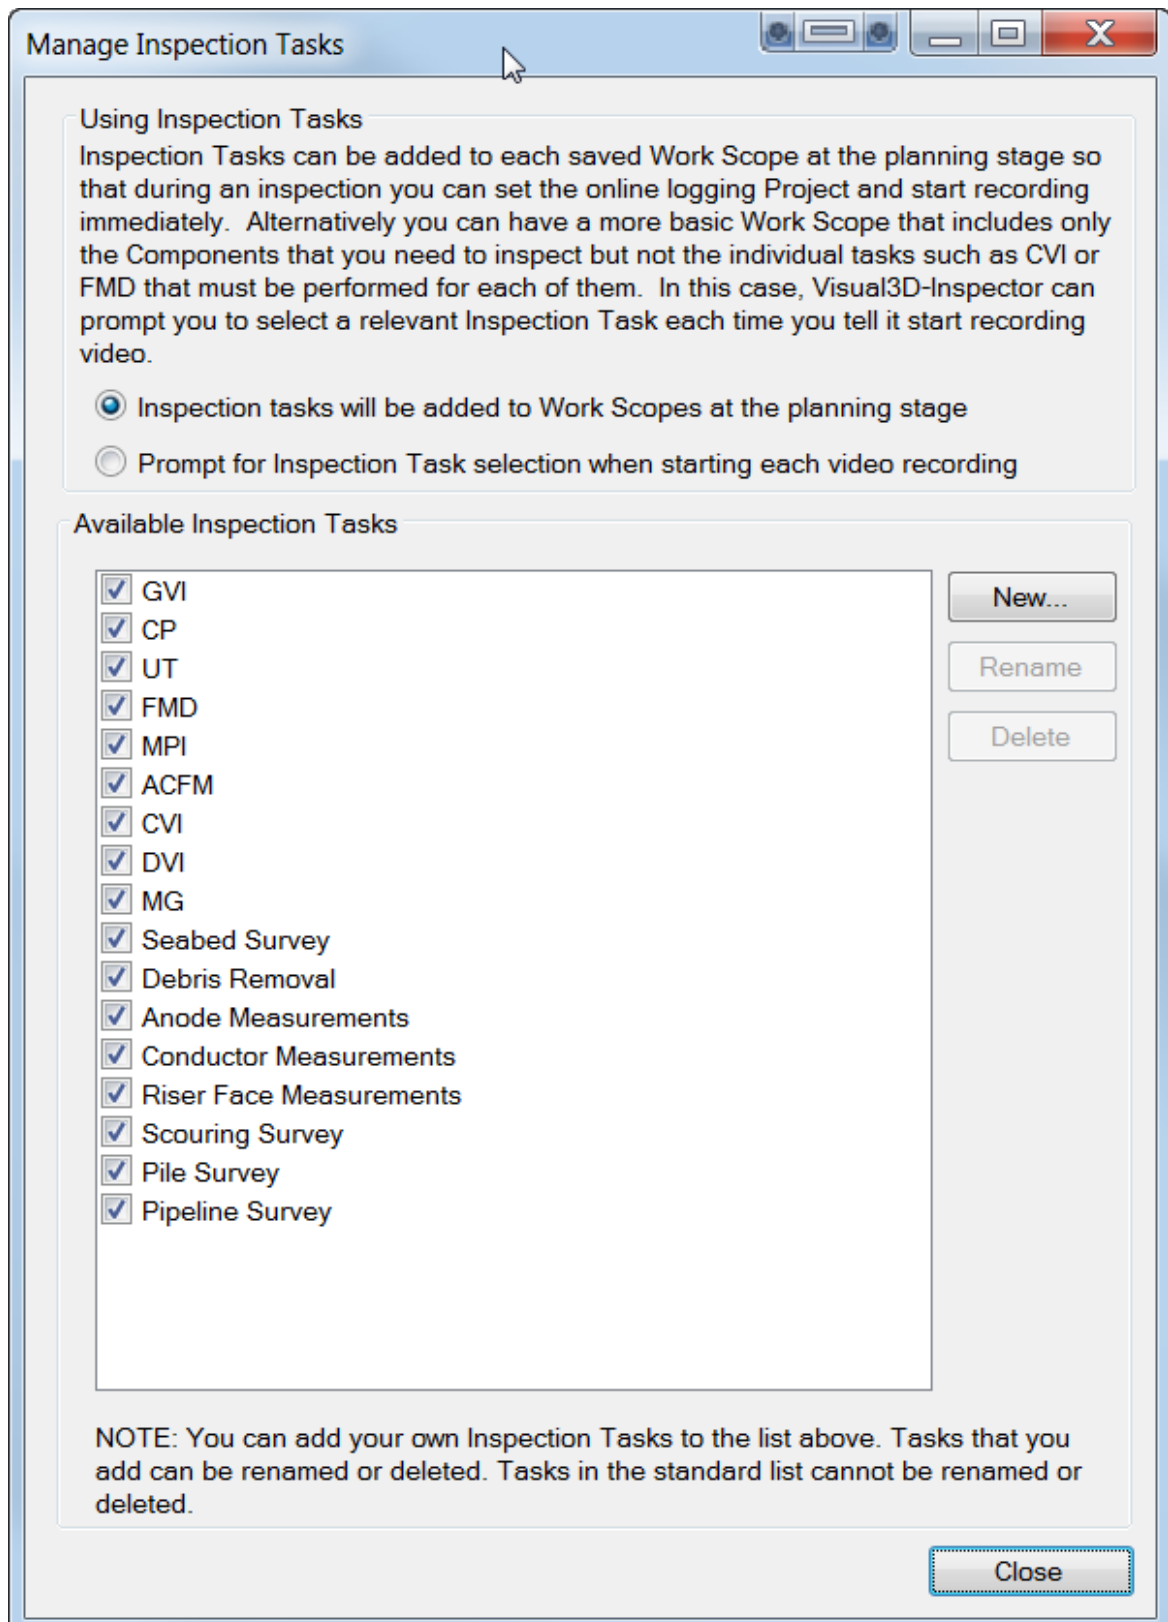 Manage Inspection Tasks
Using Inspection Tasks
Inspection Tasks can be added to each saved Work Scope at the planning stage so
that during an inspection you can set the online logging Project and start recording
immediately.  Alternatively you can have a more basic Work Scope that includes only
the Components that you need to inspect but not the individual tasks such as CVI or
FMD that must be performed for each of them.  In this case, Visual3D-Inspector can
prompt you to select a relevant Inspection Task each time you tell it start recording
video.
Inspection tasks will be added to Work Scopes at the planning stage
Prompt for Inspection Task selection when starting each video recording
Available Inspection Tasks
GVI
CP
UT
FMD
MPI
ACFM
CVI
DVI
MG
Seabed Survey
Debris Removal
Anode Measurements
Conductor Measurements
Riser Face Measurements
Scouring Survey
Pile Survey
Pipeline Survey
New...
Rename
Delete
NOTE: You can add your own Inspection Tasks to the list above. Tasks that you
add can be renamed or deleted. Tasks in the standard list cannot be renamed or
deleted.
Close